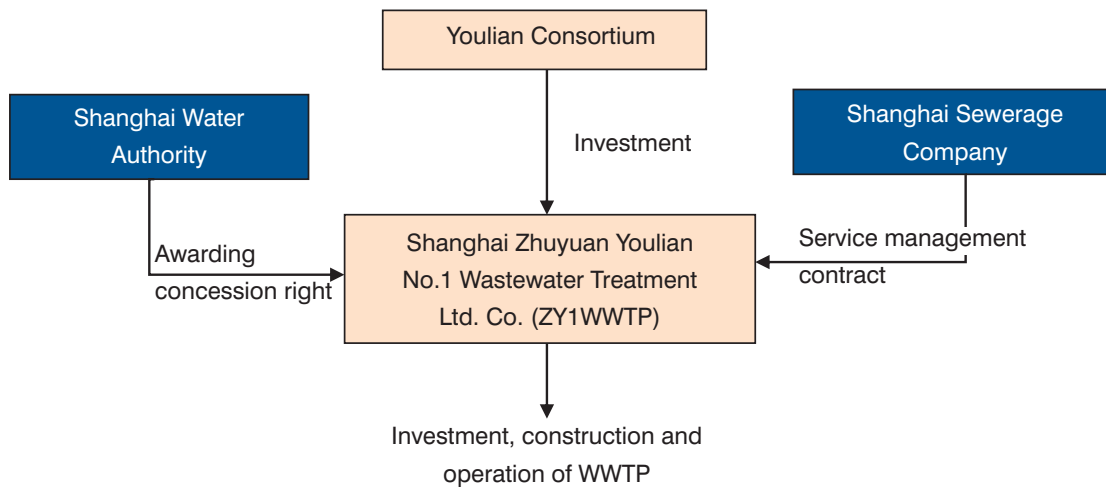 Youlian Consortium
Shanghai Water
Authority
Shanghai Sewerage
Company
Investment
Awarding
concession right
Shanghai Zhuyuan Youlian
No.1 Wastewater Treatment
Ltd. Co. (ZY1WWTP)
Service management
contract
Investment, construction and
operation of WWTP